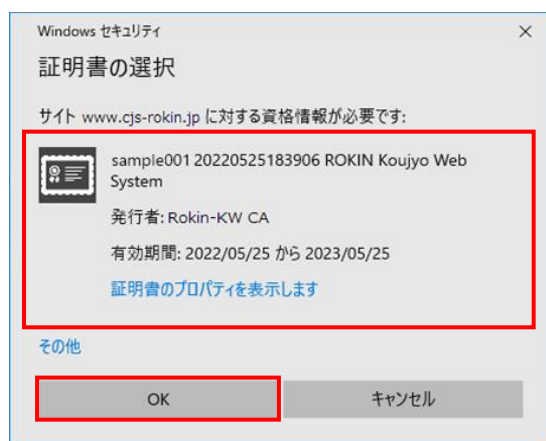 Windows セキュリティ
証明書の選択
サイト www.cjs-rokin.jp に対する資格情報が必要です:
sample001 20220525183906 ROKIN Koujyo Web
System
発行者: Rokin-KW CA
有効期間: 2022/05/25 から 2023/05/25
証明書のプロパティを表示します
その他
OK
キャンセル